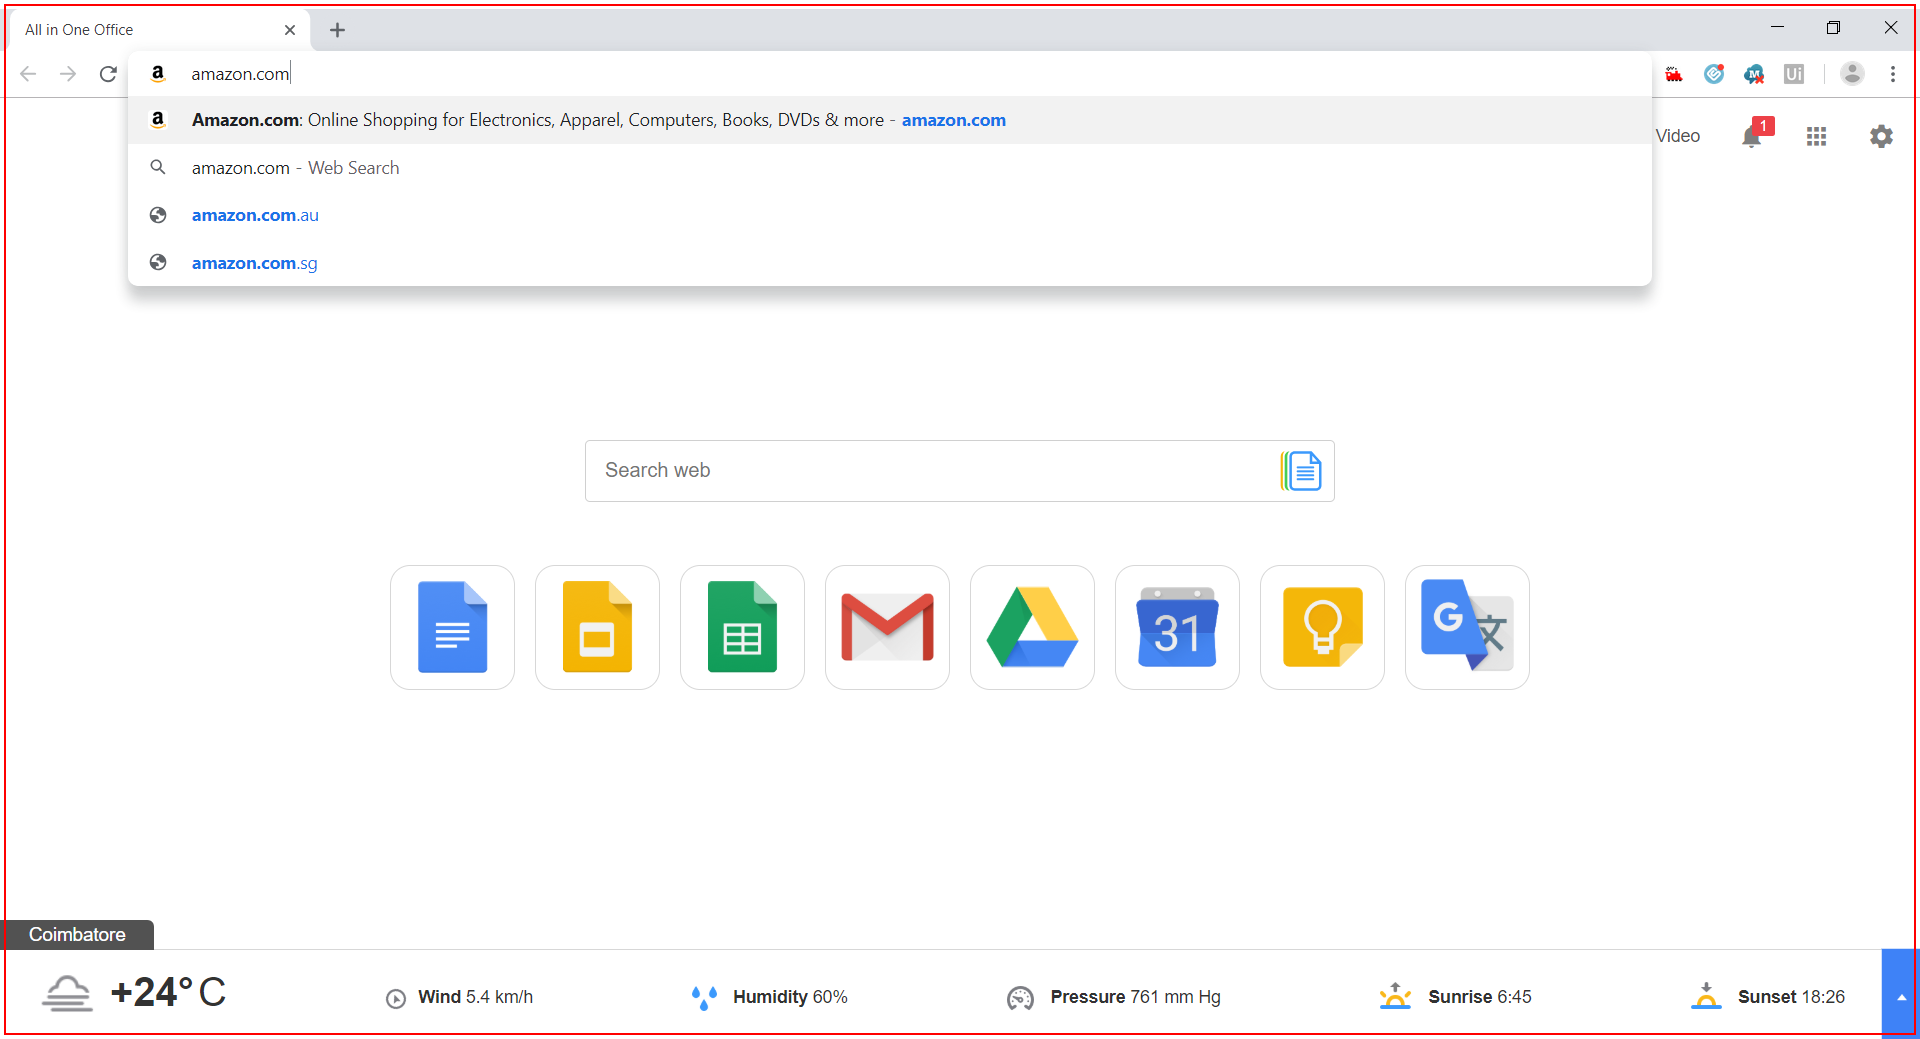 All in One Office
amazon.com
Amazon.com: Online Shopping for Electronics, Apparel, Computers, Books, DVDs & more - amazon.com
amazon.com - Web Search
amazon.com.au
amazon.com.sg
Ui
Video
1
Search web
31
G 文
Coimbatore
+24° C
Wind 5.4 km/h
Humidity 60%
Pressure 761 mm Hg
Sunrise 6:45
Sunset 18:26